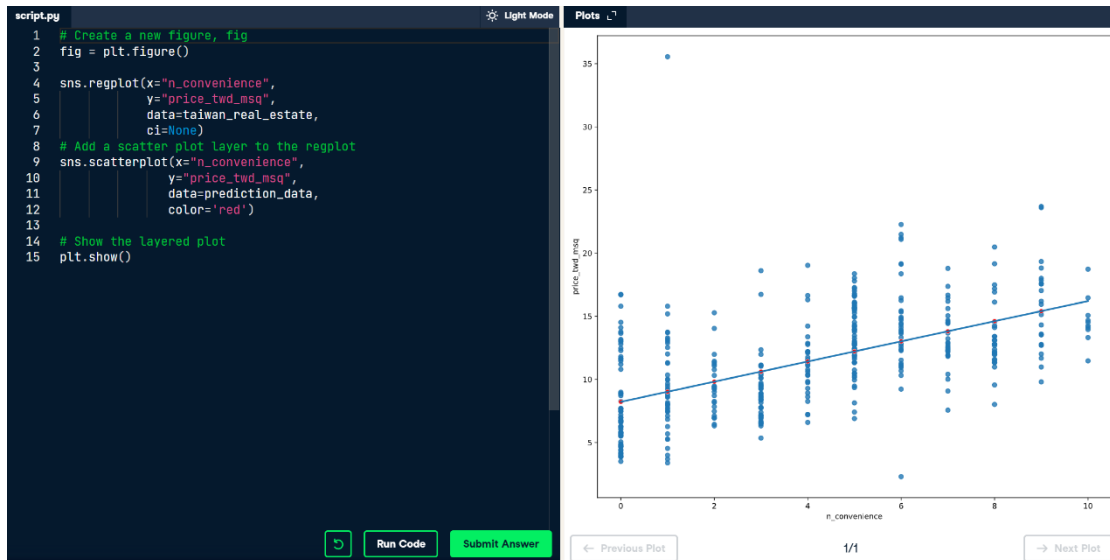 script.py
Light Mode
1 # Create a new figure, fig
2 fig = plt.figure()
3
4 sns.regplot(x="n_convenience",
5 y="price_twd_msq",
6 data=taiwan_real_estate,
7 ci=None)
8 # Add a scatter plot layer to the regplot
9 sns.scatterplot(x="n_convenience",
10 y="price_twd_msq",
11 data=prediction_data,
12 color='red')
13
14 # Show the layered plot
15 plt.show()
Run Code
Submit Answer
Plots
35
30
25
20
15
10
5
price_twd_msq
0 2 4 6 8 10
n_convenience
← Previous Plot
1/1
→ Next Plot